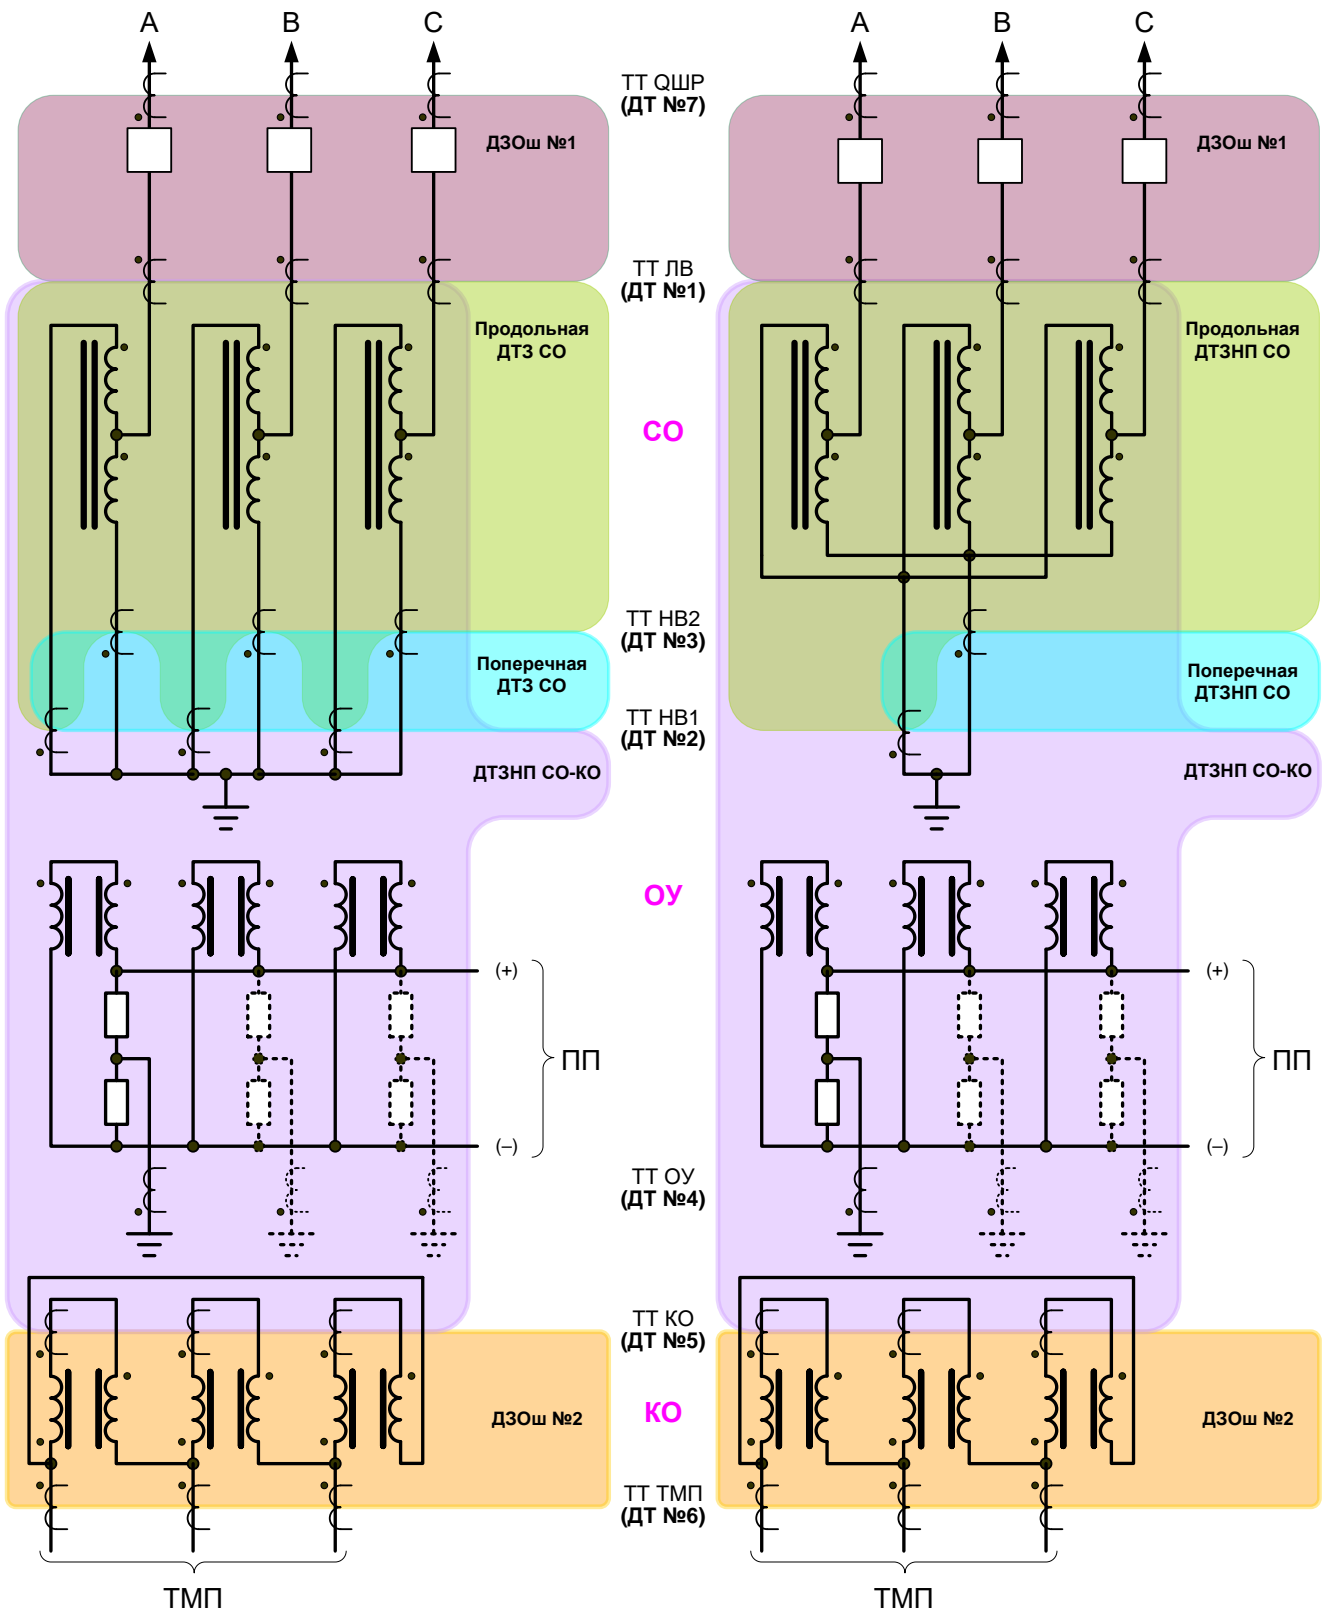 A B C A B C
ТТ QШР
(ДТ №7)
ДЗОш №1
ДЗОш №1
ТТ ЛВ
(ДТ №1)
Продольная
ДТЗ СО
Продольная
ДТЗНП СО
СО
ТТ НВ2
(ДТ №3)
Поперечная
ДТЗ СО
Поперечная
ДТЗНП СО
ТТ НВ1
(ДТ №2)
ДТЗНП СО-КО
ДТЗНП СО-КО
ОУ
(+)
(+)
ПП
ПП
(–)
(–)
ТТ ОУ
(ДТ №4)
ТТ КО
(ДТ №5)
КО
ДЗОш №2
ДЗОш №2
ТТ ТМП
(ДТ №6)
ТМП
ТМП